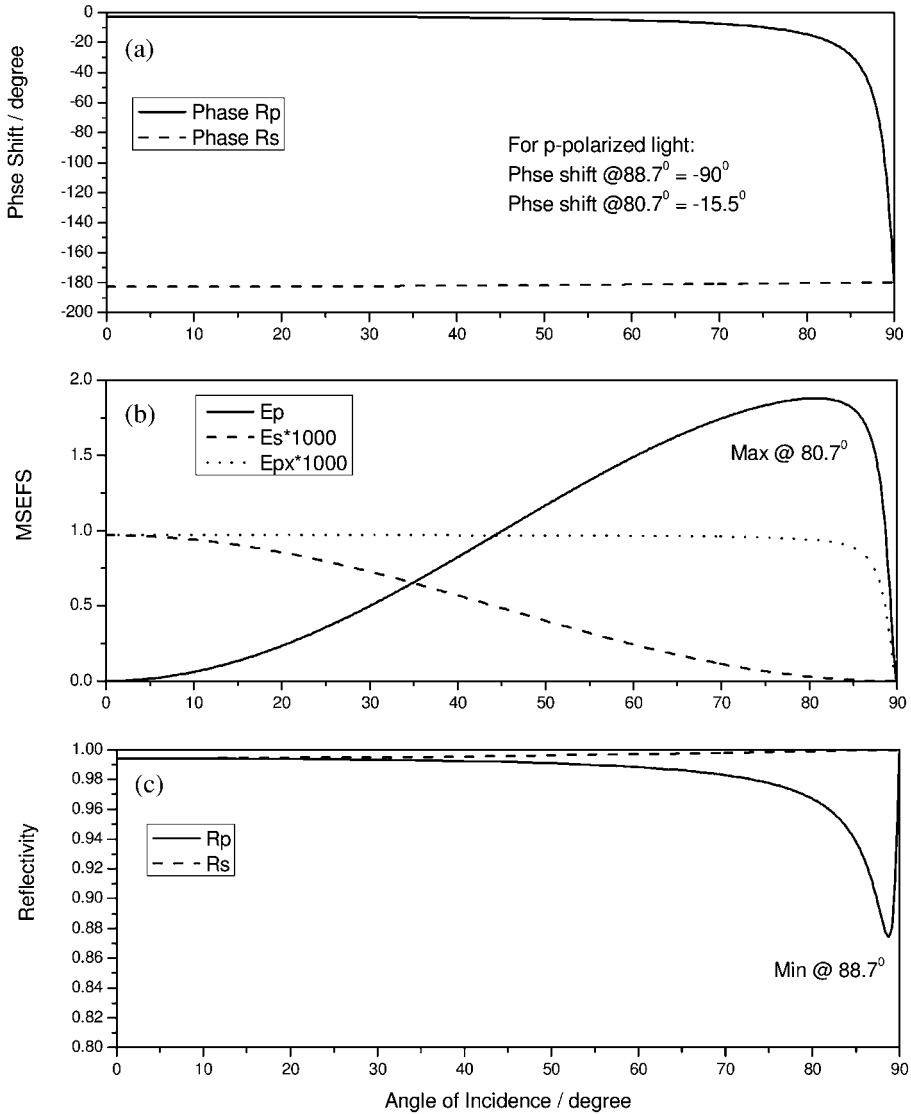 0
-20
-40
-60
-80
-100
-120
-140
-160
-180
-200
Phse Shift / degree
(a)
Phase Rp
Phase Rs
For p-polarized light:
Phse shift @88.7⁰ = -90⁰
Phse shift @80.7⁰ = -15.5⁰
0 10 20 30 40 50 60 70 80 90
2.0
1.5
1.0
0.5
0.0
MSEFS
(b)
Ep
Es*1000
Epx*1000
Max @ 80.7⁰
0 10 20 30 40 50 60 70 80 90
1.00
0.98
0.96
0.94
0.92
0.90
0.88
0.86
0.84
0.82
0.80
Reflectivity
(c)
Rp
Rs
Min @ 88.7⁰
0 10 20 30 40 50 60 70 80 90
Angle of Incidence / degree